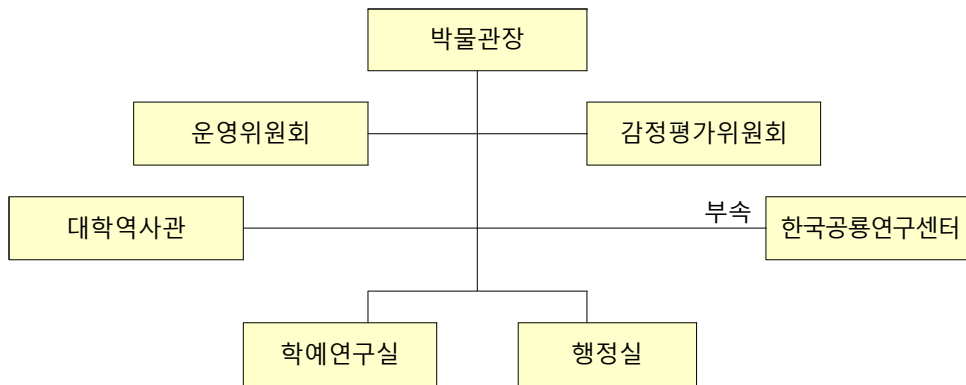 박물관장
운영위원회
감정평가위원회
대학역사관
부속
한국공룡연구센터
학예연구실
행정실